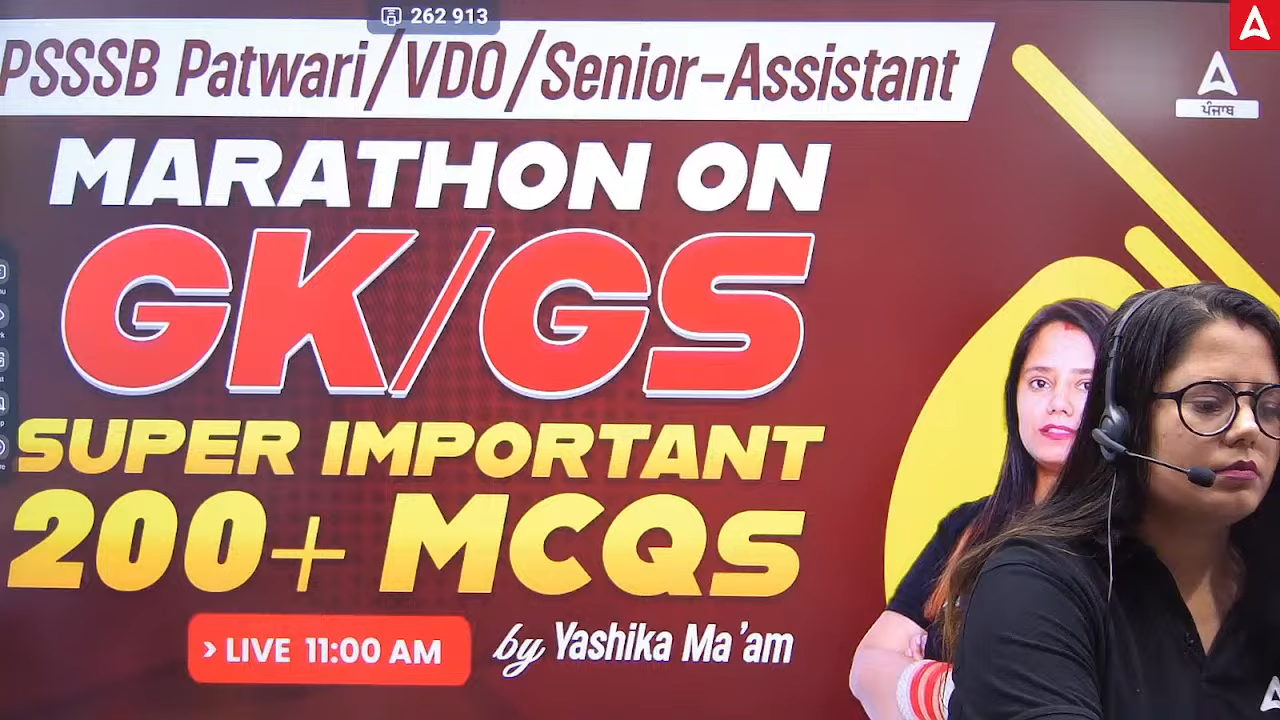 262 913
PSSSB Patwari/VDO/Senior-Assistant
ਪੰਜਾਬ
MARATHON ON
GK/GS
SUPER IMPORTANT
200+ MCQS
› LIVE 11:00 AM
by Yashika Ma'am